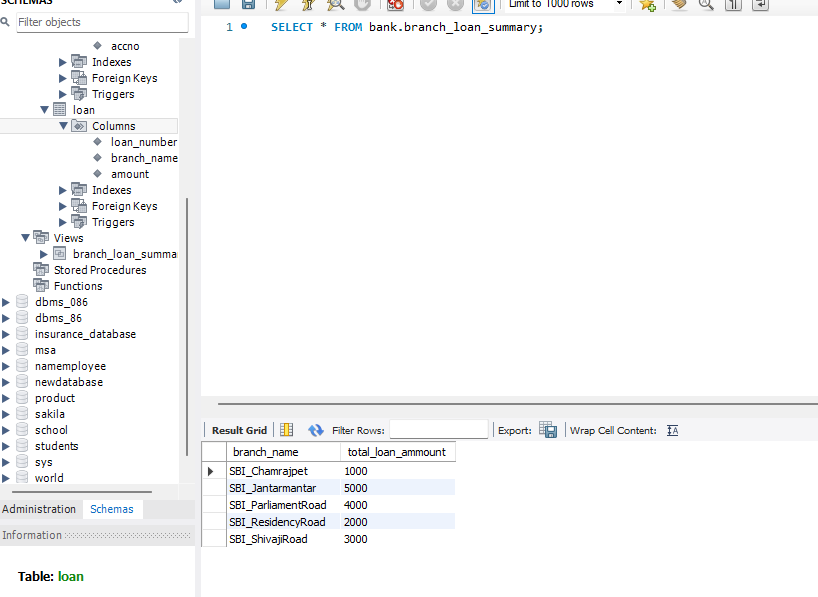 SCHEMAS
Limit to 1000 rows
Filter objects
1 SELECT * FROM bank.branch_loan_summary;
accno
Indexes
Foreign Keys
Triggers
loan
Columns
loan_number
branch_name
amount
Indexes
Foreign Keys
Triggers
Views
branch_loan_summa
Stored Procedures
Functions
dbms_086
dbms_86
insurance_database
msa
namemployee
newdatabase
product
sakila
school
students
sys
world
Administration Schemas
Information
Table: loan
Result Grid Filter Rows: Export: Wrap Cell Content: IA
branch_name total_loan_ammount
SBI_Chamrajpet 1000
SBI_Jantarmantar 5000
SBI_ParliamentRoad 4000
SBI_ResidencyRoad 2000
SBI_ShivajiRoad 3000